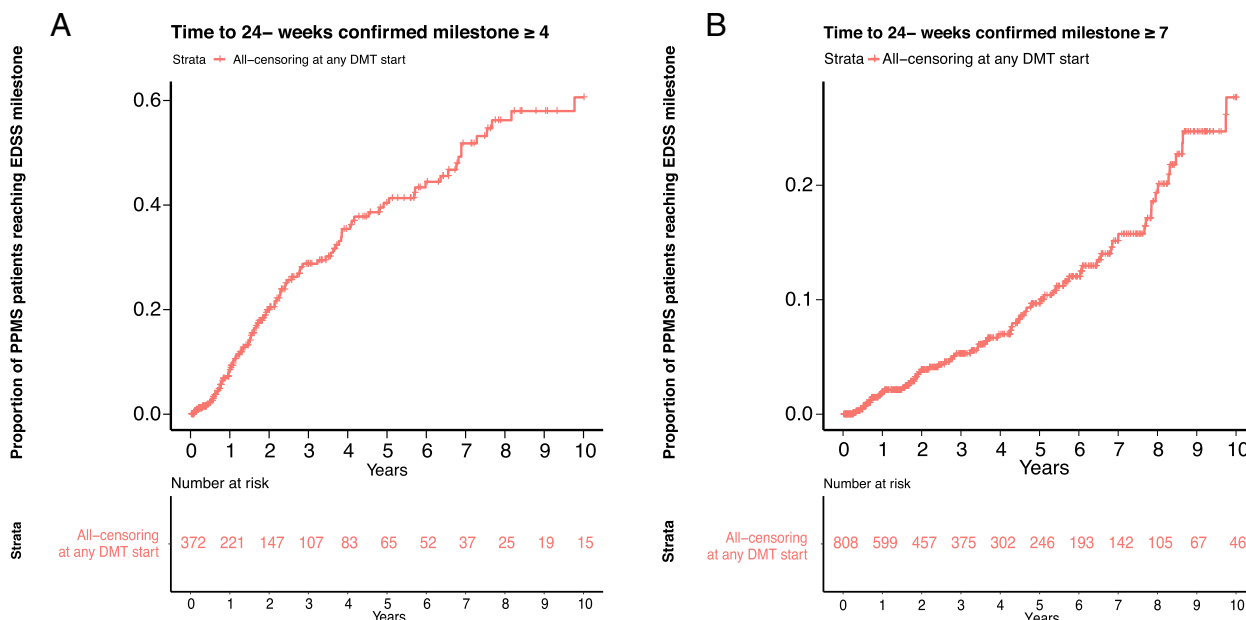 A
Time to 24– weeks confirmed milestone ≥ 4
Strata All–censoring at any DMT start
Proportion of PPMS patients reaching EDSS milestone
0.6
0.4
0.2
0.0
0 1 2 3 4 5 6 7 8 9 10
Years
Number at risk
Strata
All–censoring
at any DMT start
372 221 147 107 83 65 52 37 25 19 15
0 1 2 3 4 5 6 7 8 9 10
Years
B
Time to 24– weeks confirmed milestone ≥ 7
Strata All–censoring at any DMT start
Proportion of PPMS patients reaching EDSS milestone
0.2
0.1
0.0
0 1 2 3 4 5 6 7 8 9 10
Years
Number at risk
Strata
All–censoring
at any DMT start
808 599 457 375 302 246 193 142 105 67 46
0 1 2 3 4 5 6 7 8 9 10
Years